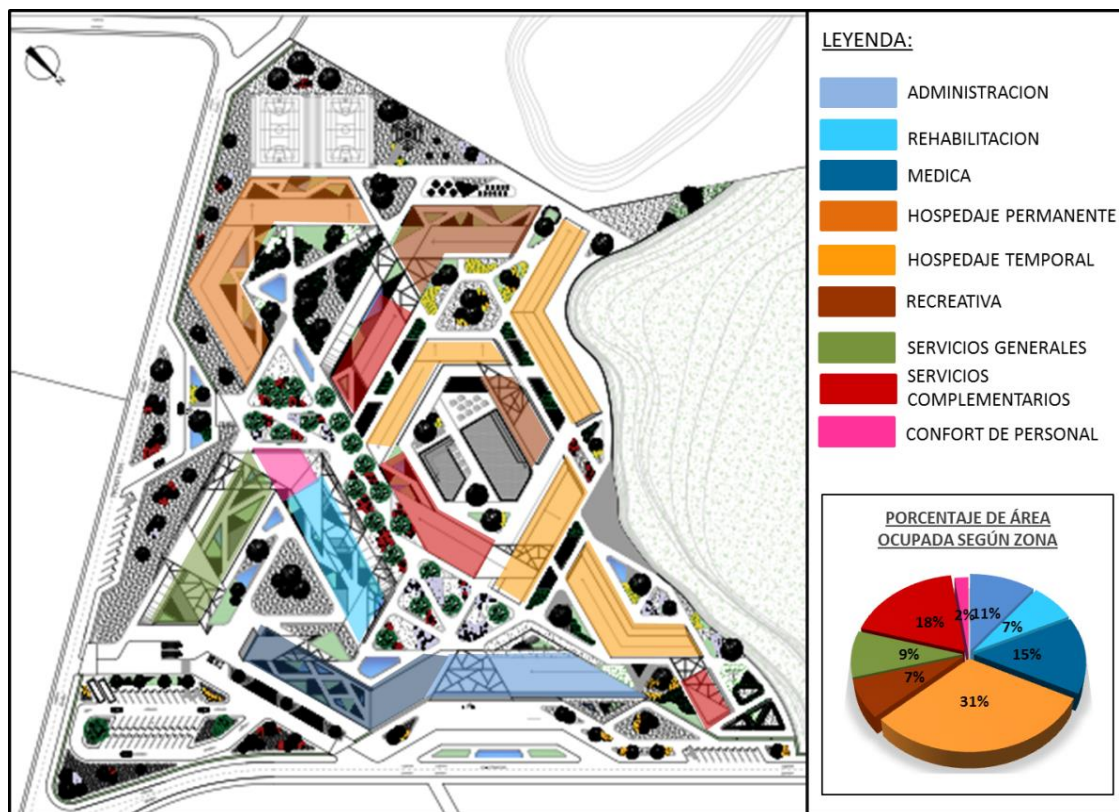 N
LEYENDA:
ADMINISTRACION
REHABILITACION
MEDICA
HOSPEDAJE PERMANENTE
HOSPEDAJE TEMPORAL
RECREATIVA
SERVICIOS GENERALES
SERVICIOS
COMPLEMENTARIOS
CONFORT DE PERSONAL
PORCENTAJE DE ÁREA
OCUPADA SEGÚN ZONA
11%
7%
15%
31%
7%
9%
18%
2%